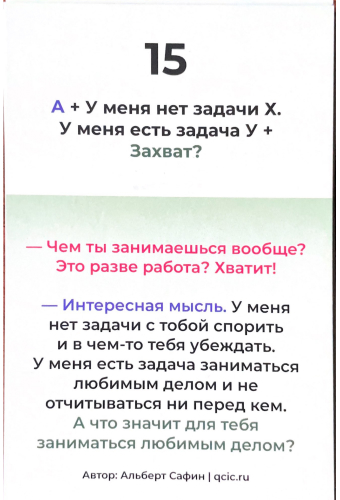 15
А + У меня нет задачи Х.
У меня есть задача У +
Захват?
— Чем ты занимаешься вообще?
Это разве работа? Хватит!
— Интересная мысль. У меня
нет задачи с тобой спорить
и в чем-то тебя убеждать.
У меня есть задача заниматься
любимым делом и не
отчитываться ни перед кем.
А что значит для тебя
заниматься любимым делом?
Автор: Альберт Сафин | qcic.ru